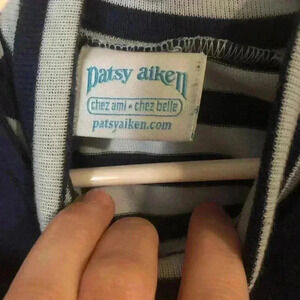 patsy aiken
chez ami • chez belle
patsyaiken.com